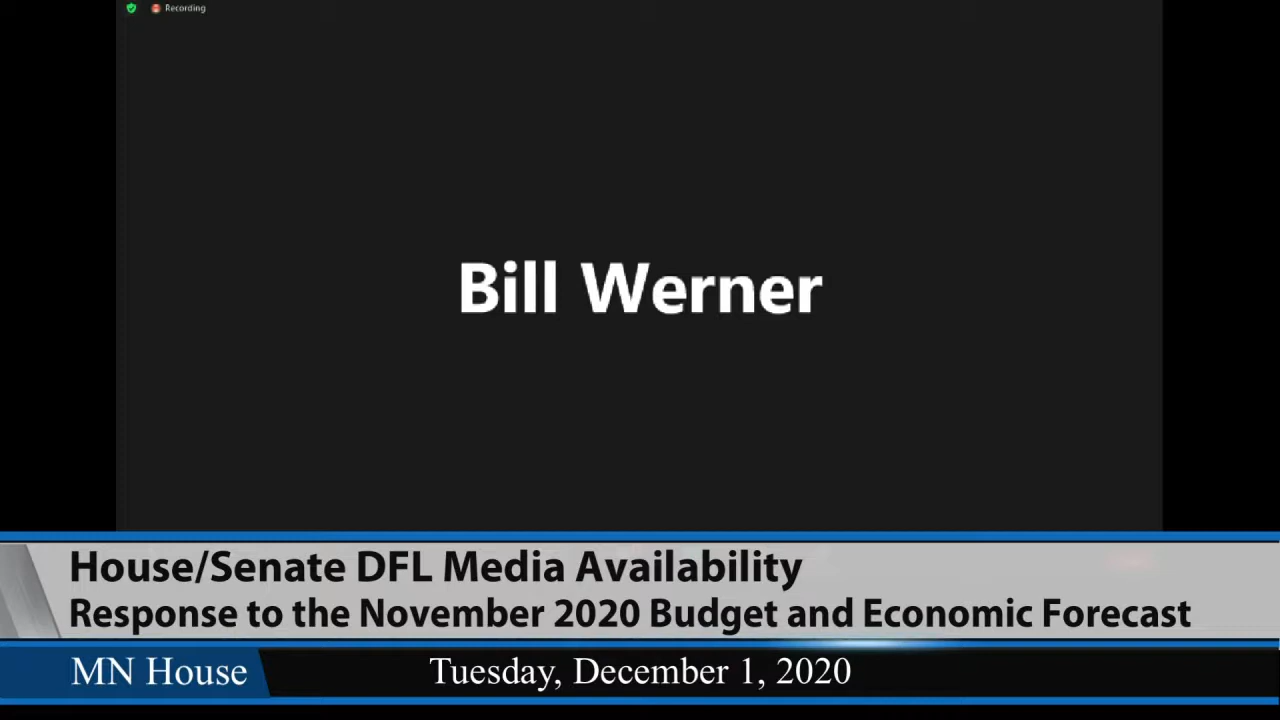 Recording
Bill Werner
House/Senate DFL Media Availability
Response to the November 2020 Budget and Economic Forecast
MN House
Tuesday, December 1, 2020